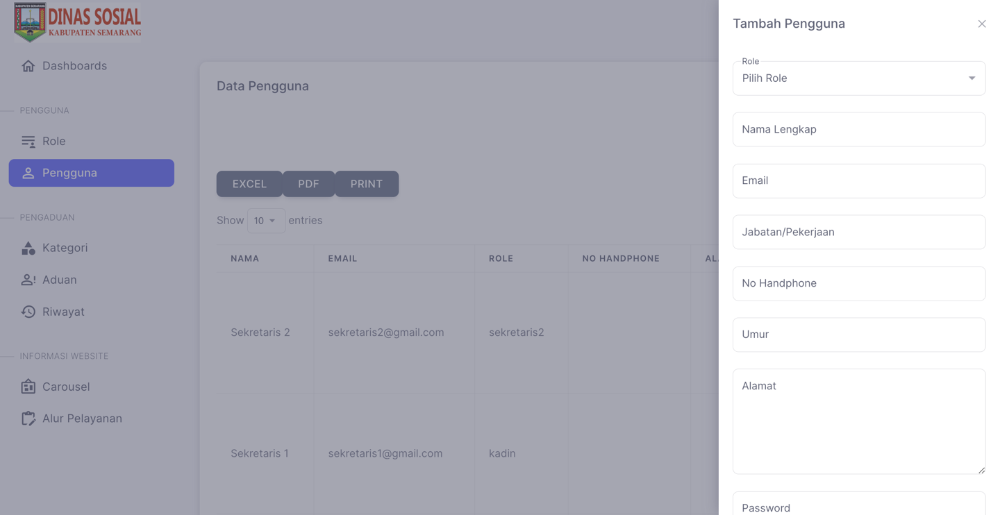 KABUPATEN SEMARANG
DINAS SOSIAL
KABUPATEN SEMARANG
Dashboards
PENGGUNA
Role
Pengguna
PENGADUAN
Kategori
Aduan
Riwayat
INFORMASI WEBSITE
Carousel
Alur Pelayanan
Data Pengguna
EXCEL PDF PRINT
Show 10 entries
NAMA EMAIL ROLE NO HANDPHONE
Sekretaris 2 sekretaris2@gmail.com sekretaris2
Sekretaris 1 sekretaris1@gmail.com kadin
Tambah Pengguna
Role
Pilih Role
Nama Lengkap
Email
Jabatan/Pekerjaan
No Handphone
Umur
Alamat
Password